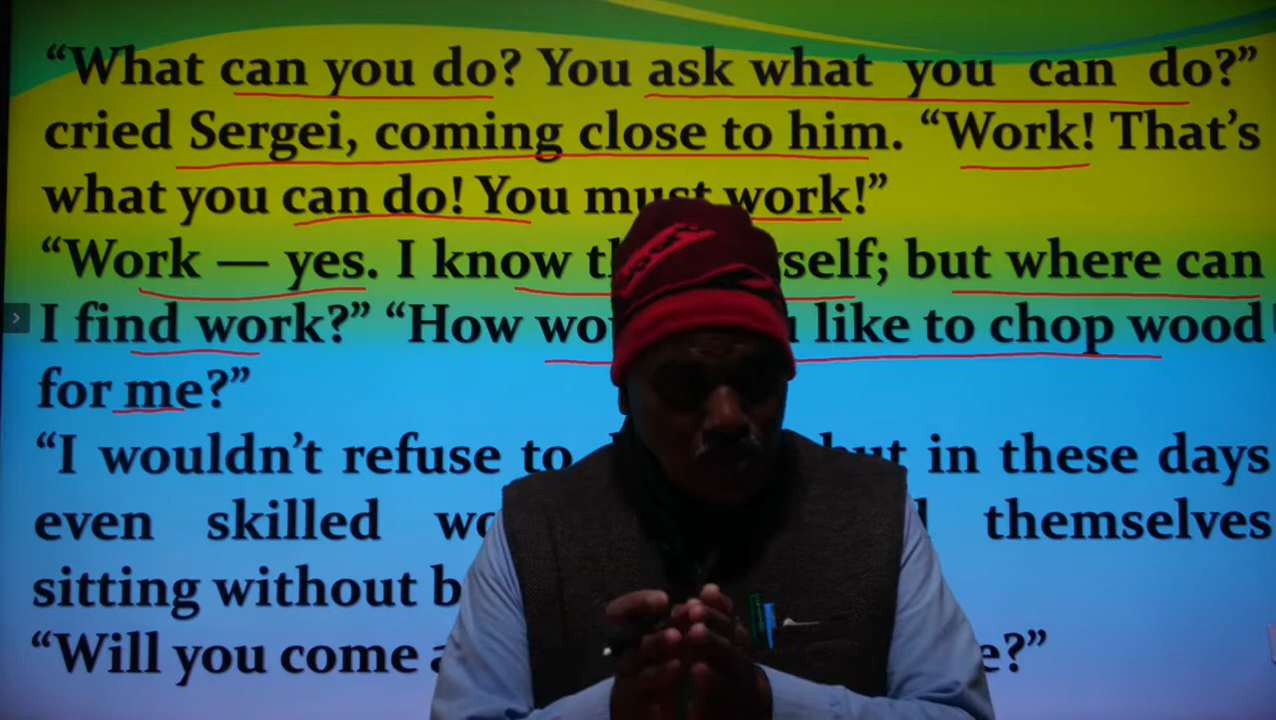 “What can you do? You ask what you can do?”
cried Sergei, coming close to him. “Work! That’s
what you can do! You must work!”
“Work — yes. I know self; but where can
I find work?” “How like to chop wood
for me?”
“I wouldn’t refuse to but in these days
even skilled themselves
sitting without
“Will you come